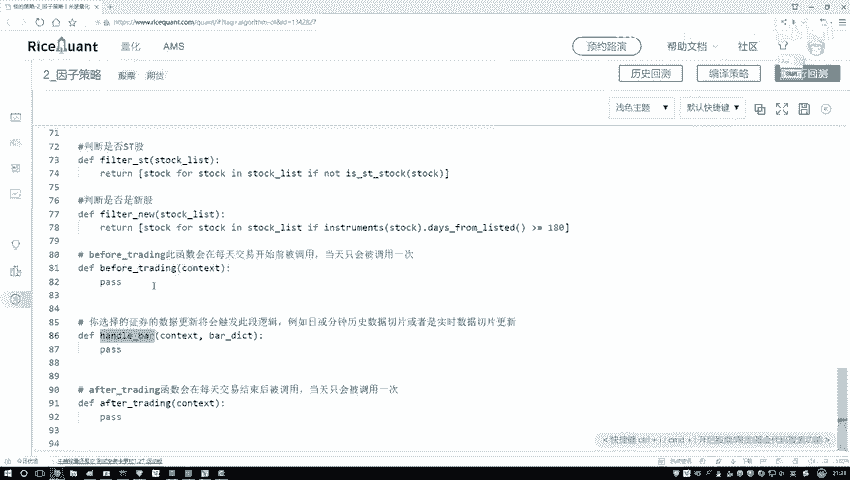 https://www.ricequant.com/quant/
RiceQuant 量化 AMS 预约路演 帮助文档 社区
2_因子策略 股票 期货 历史回测 编译策略 回测
浅色主题 默认快捷键
71
72 #判断是否ST股
73 def filter_st(stock_list):
74 return [stock for stock in stock_list if not is_st_stock(stock)]
75
76 #判断是否是新股
77 def filter_new(stock_list):
78 return [stock for stock in stock_list if instruments(stock).days_from_listed() >= 180]
79
80 # before_trading此函数会在每天交易开始前被调用，当天只会被调用一次
81 def before_trading(context):
82 pass
83
84
85 # 你选择的证券的数据更新将会触发此段逻辑，例如日或分钟历史数据切片或者是实时数据切片更新
86 def handle_bar(context, bar_dict):
87 pass
88
89
90 # after_trading函数会在每天交易结束后被调用，当天只会被调用一次
91 def after_trading(context):
92 pass
93
94